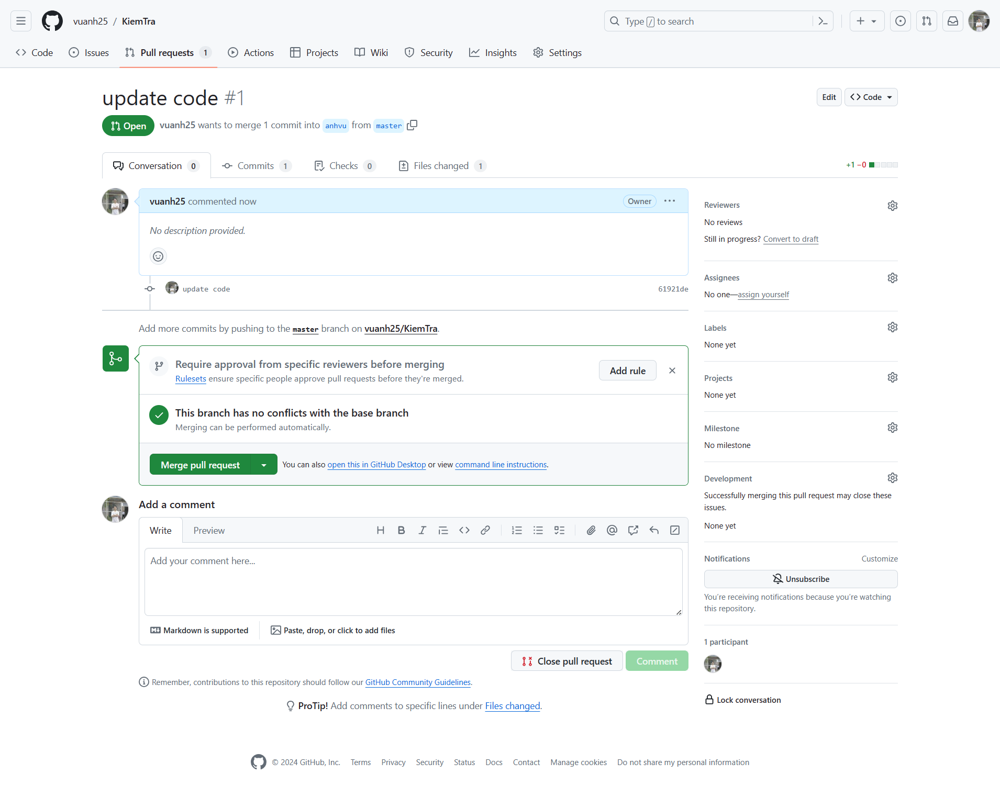 vuanh25 / KiemTra
Type / to search
Code
Issues
Pull requests 1
Actions
Projects
Wiki
Security
Insights
Settings
update code #1
Edit
Code
Open
vuanh25 wants to merge 1 commit into anhvu from master
Conversation 0
Commits 1
Checks 0
Files changed 1
+1 −0
vuanh25 commented now
Owner
No description provided.
update code
61921de
Add more commits by pushing to the master branch on vuanh25/KiemTra.
Require approval from specific reviewers before merging
Rulesets ensure specific people approve pull requests before they're merged.
Add rule
This branch has no conflicts with the base branch
Merging can be performed automatically.
Merge pull request
You can also open this in GitHub Desktop or view command line instructions.
Add a comment
Write
Preview
Add your comment here...
Markdown is supported
Paste, drop, or click to add files
Close pull request
Comment
Remember, contributions to this repository should follow our GitHub Community Guidelines.
ProTip! Add comments to specific lines under Files changed.
Reviewers
No reviews
Still in progress? Convert to draft
Assignees
No one—assign yourself
Labels
None yet
Projects
None yet
Milestone
No milestone
Development
Successfully merging this pull request may close these
issues.
None yet
Notifications
Customize
Unsubscribe
You're receiving notifications because you're watching
this repository.
1 participant
Lock conversation
© 2024 GitHub, Inc.
Terms
Privacy
Security
Status
Docs
Contact
Manage cookies
Do not share my personal information